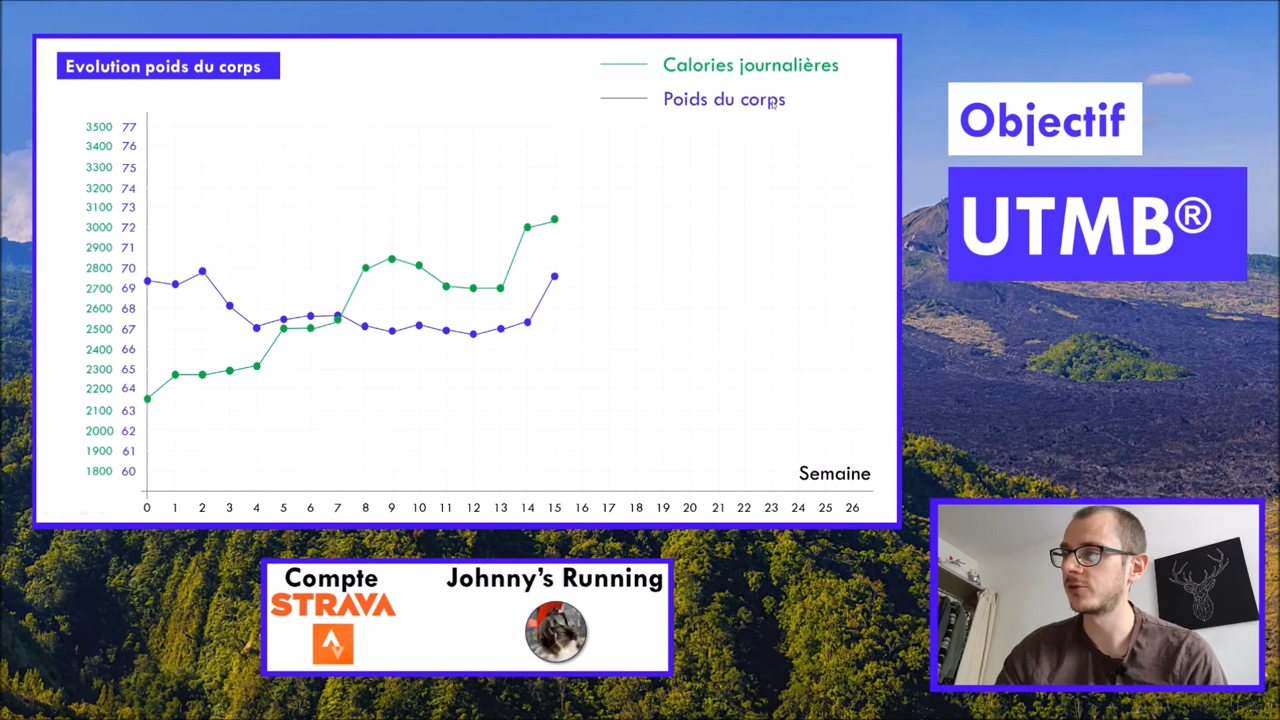 Evolution poids du corps
Calories journalières
Poids du corps
3500 77
3400 76
3300 75
3200 74
3100 73
3000 72
2900 71
2800 70
2700 69
2600 68
2500 67
2400 66
2300 65
2200 64
2100 63
2000 62
1900 61
1800 60
Semaine
0 1 2 3 4 5 6 7 8 9 10 11 12 13 14 15 16 17 18 19 20 21 22 23 24 25 26
Objectif
UTMB®
Compte
STRAVA
Johnny's Running